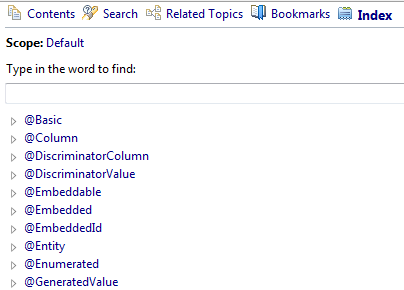 Contents Search Related Topics Bookmarks Index
Scope: Default
Type in the word to find:
@Basic
@Column
@DiscriminatorColumn
@DiscriminatorValue
@Embeddable
@Embedded
@EmbeddedId
@Entity
@Enumerated
@GeneratedValue